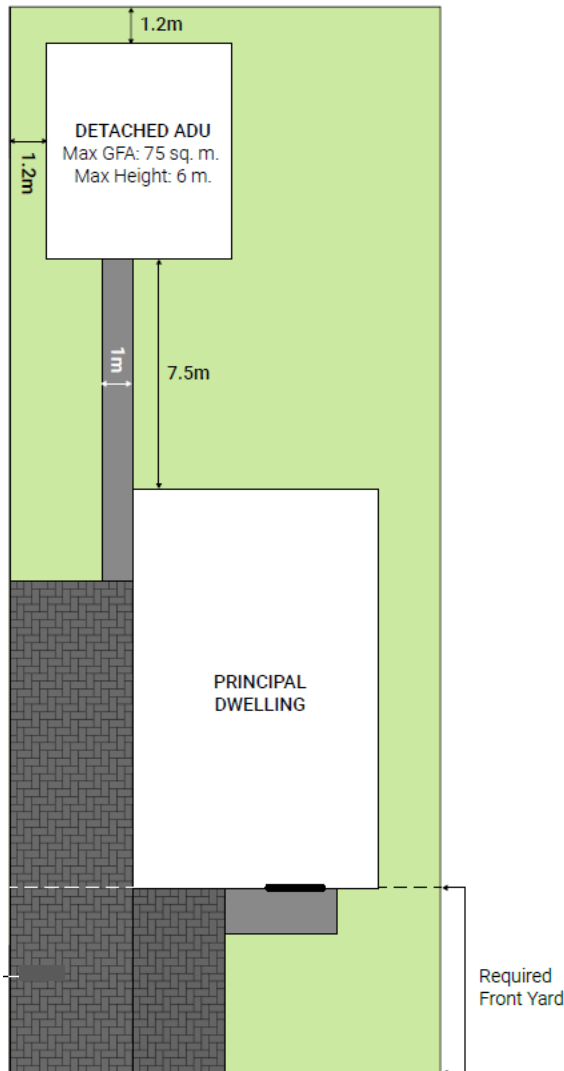 1.2m
DETACHED ADU
Max GFA: 75 sq. m.
Max Height: 6 m.
1.2m
1m
7.5m
PRINCIPAL
DWELLING
Required
Front Yard